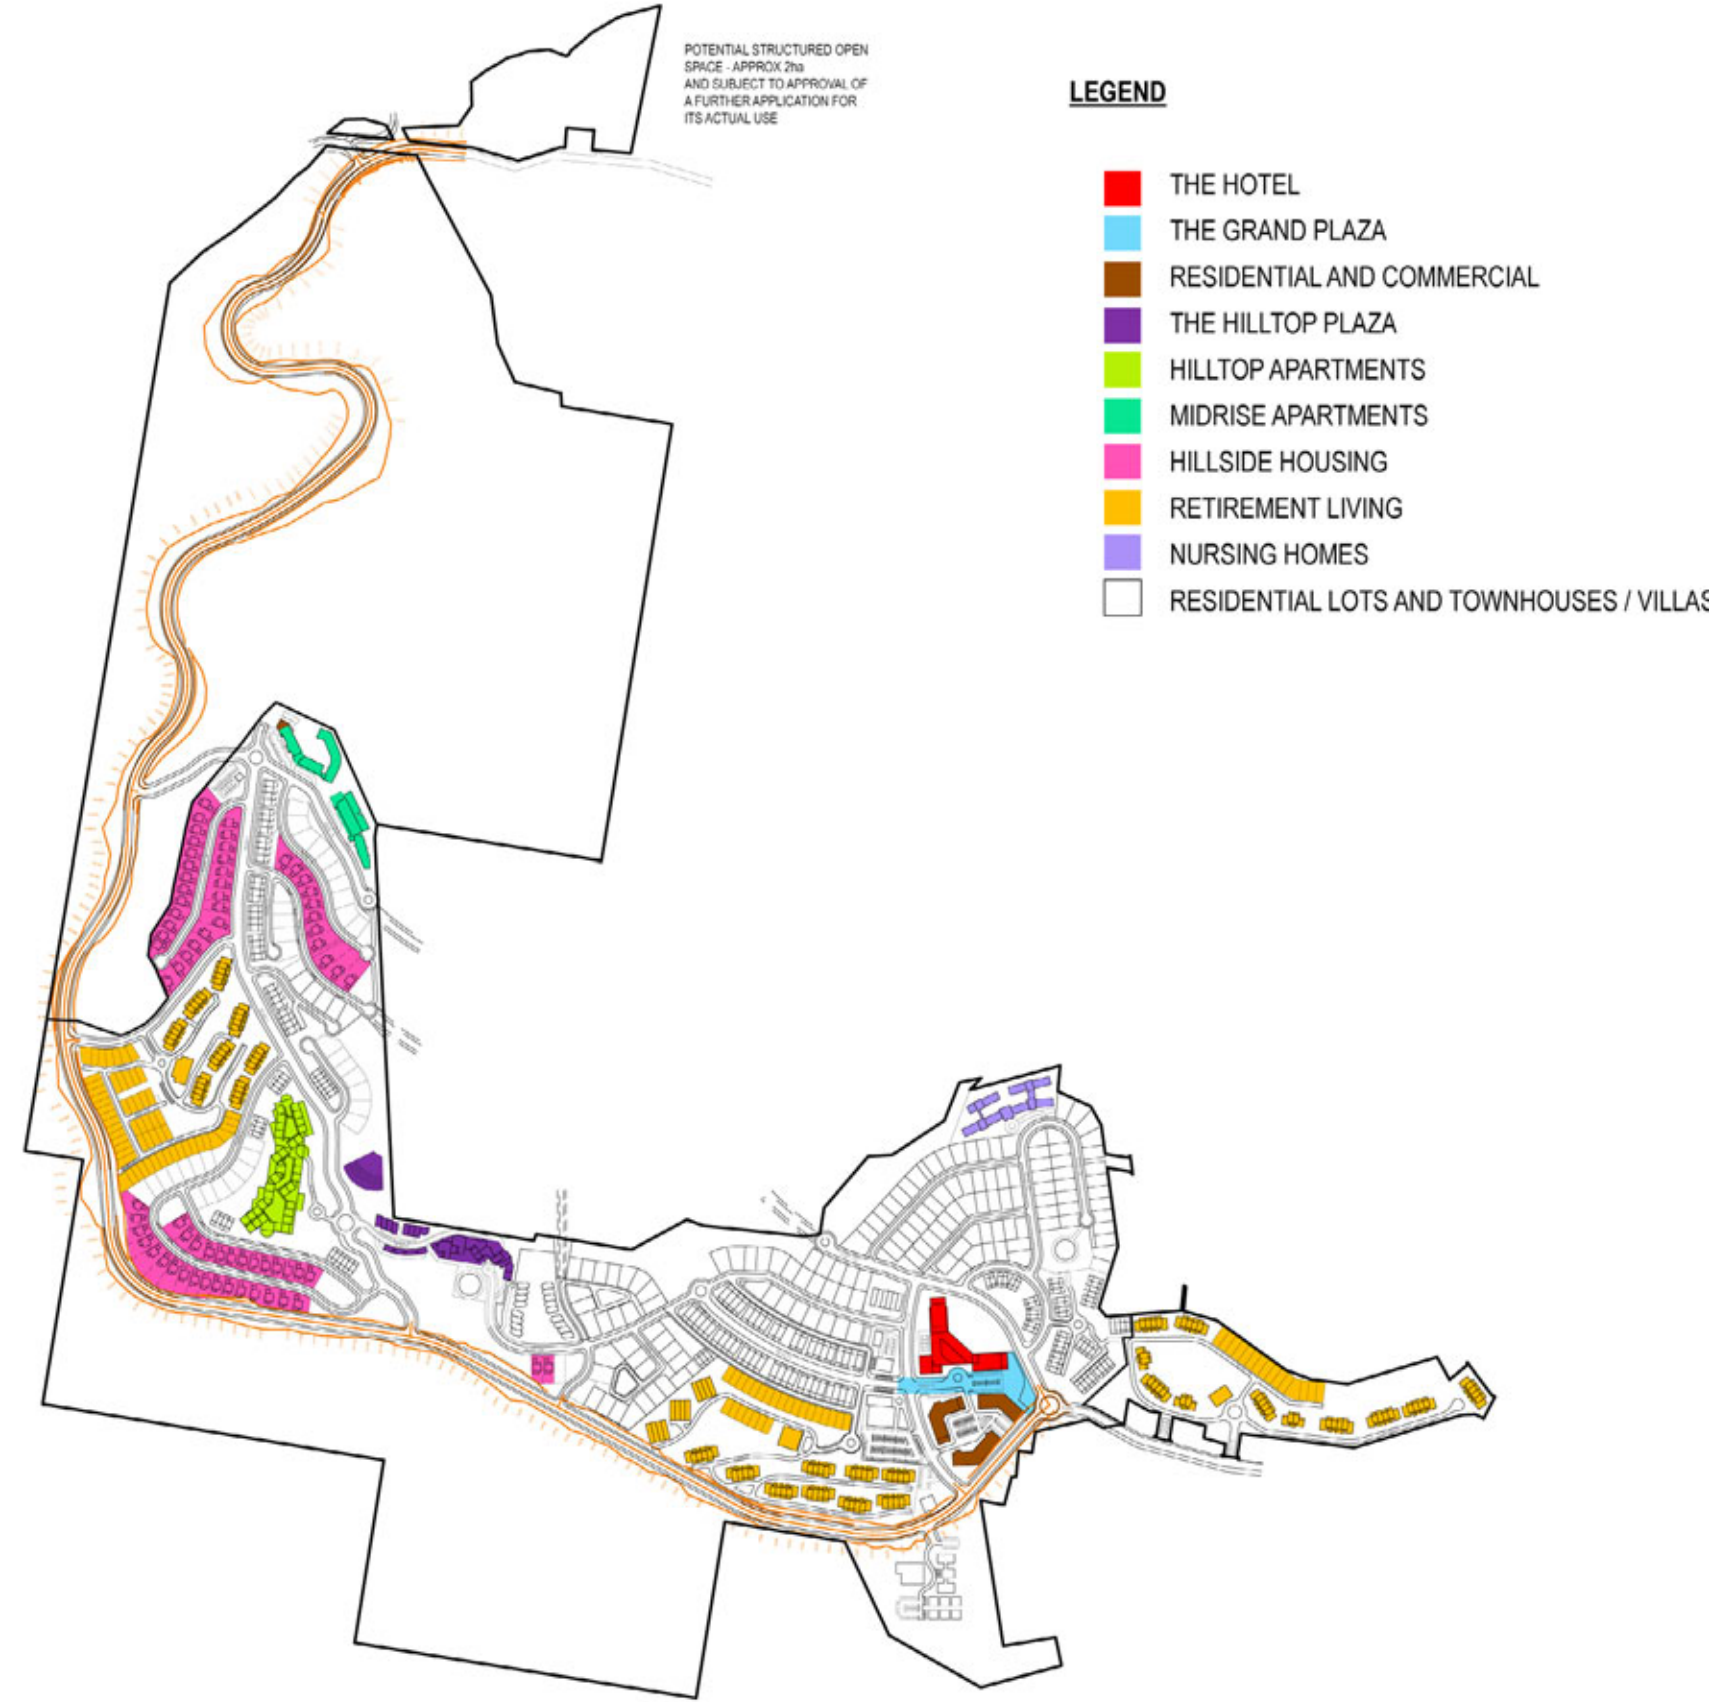 POTENTIAL STRUCTURED OPEN
SPACE - APPROX 2ha
AND SUBJECT TO APPROVAL OF
A FURTHER APPLICATION FOR
ITS ACTUAL USE
LEGEND
THE HOTEL
THE GRAND PLAZA
RESIDENTIAL AND COMMERCIAL
THE HILLTOP PLAZA
HILLTOP APARTMENTS
MIDRISE APARTMENTS
HILLSIDE HOUSING
RETIREMENT LIVING
NURSING HOMES
RESIDENTIAL LOTS AND TOWNHOUSES / VILLAS